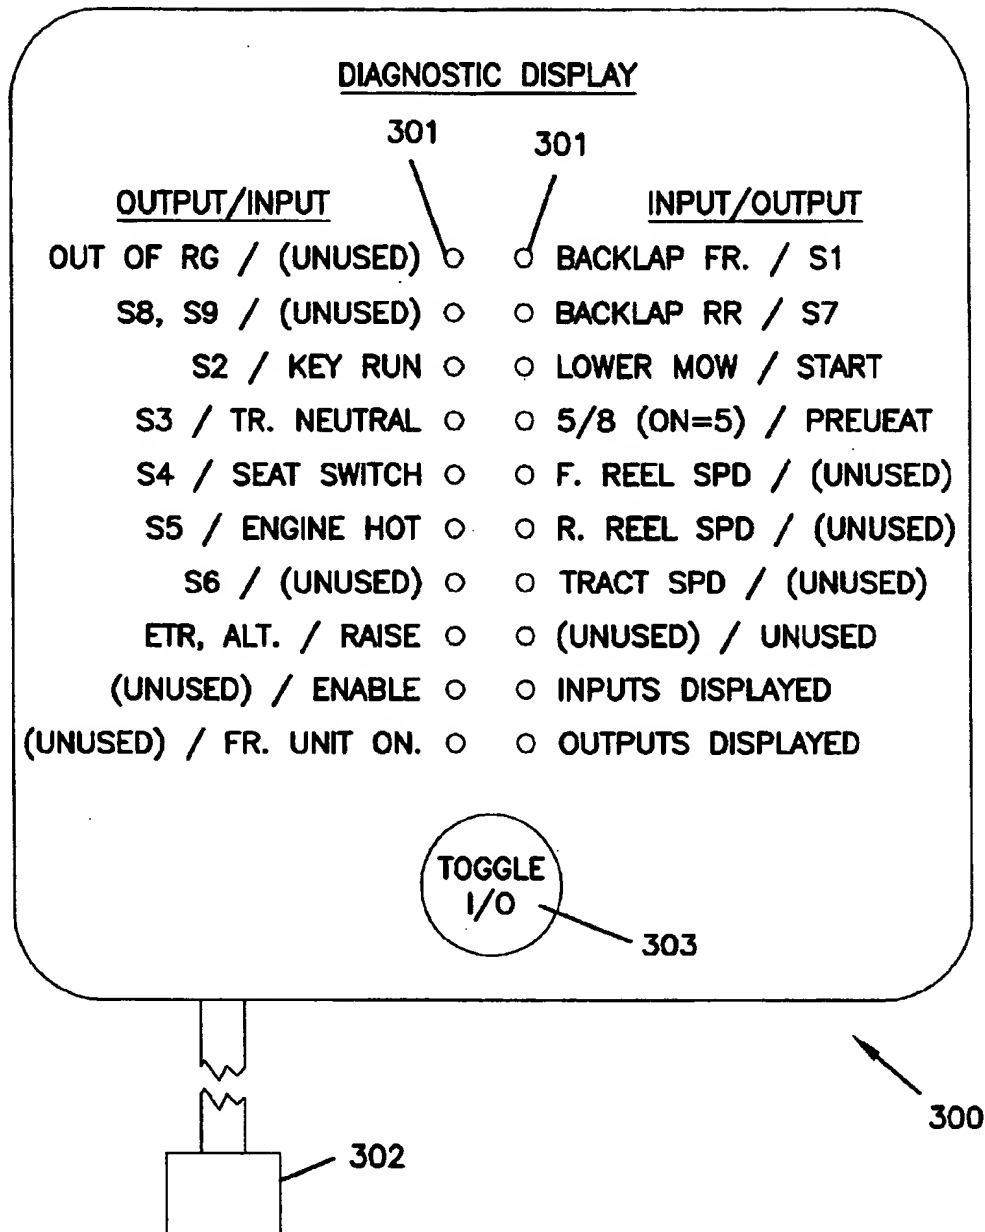 DIAGNOSTIC DISPLAY
301 301
OUTPUT/INPUT INPUT/OUTPUT
OUT OF RG / (UNUSED) BACKLAP FR. / S1
S8, S9 / (UNUSED) BACKLAP RR / S7
S2 / KEY RUN LOWER MOW / START
S3 / TR. NEUTRAL 5/8 (ON=5) / PREUEAT
S4 / SEAT SWITCH F. REEL SPD / (UNUSED)
S5 / ENGINE HOT R. REEL SPD / (UNUSED)
S6 / (UNUSED) TRACT SPD / (UNUSED)
ETR, ALT. / RAISE (UNUSED) / UNUSED
(UNUSED) / ENABLE INPUTS DISPLAYED
(UNUSED) / FR. UNIT ON. OUTPUTS DISPLAYED
TOGGLE
I/O
303
300
302